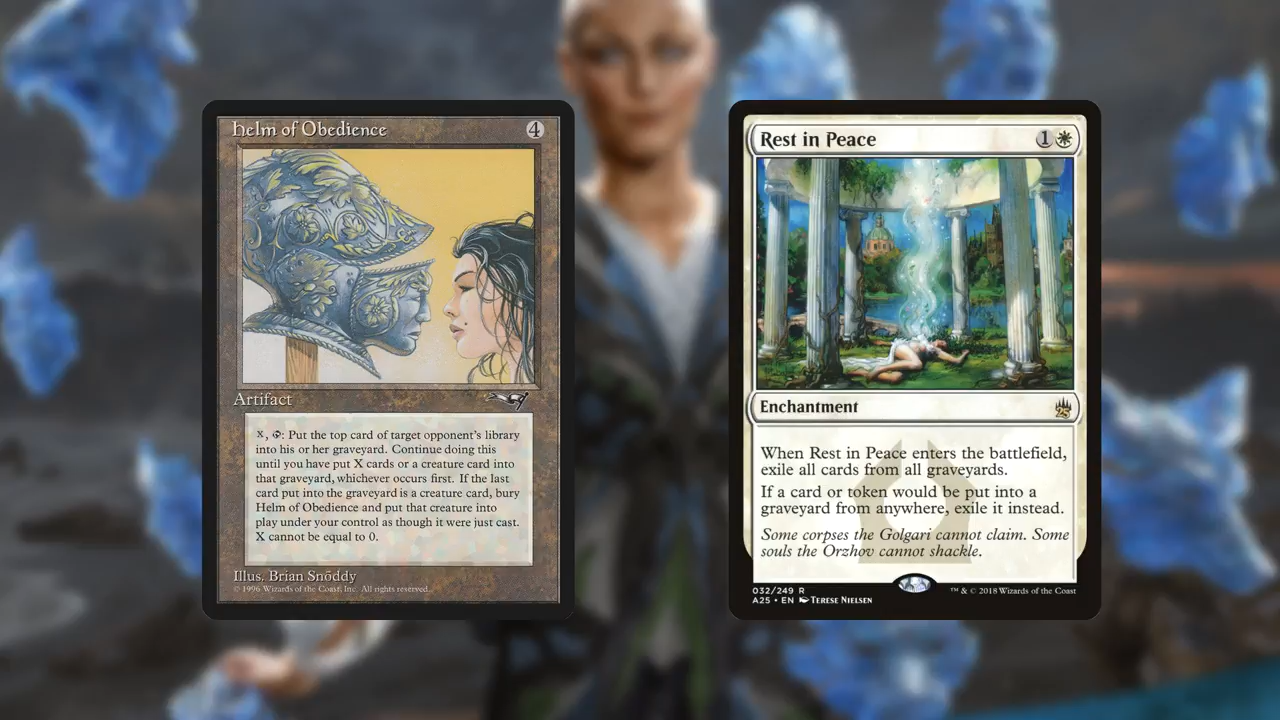 Helm of Obedience 4
Artifact
X, T: Put the top card of target opponent's library
into his or her graveyard. Continue doing this
until you have put X cards or a creature card into
that graveyard, whichever occurs first. If the last
card put into the graveyard is a creature card, bury
Helm of Obedience and put that creature into
play under your control as though it were just cast.
X cannot be equal to 0.
Illus. Brian Snōddy
© 1996 Wizards of the Coast, Inc. All rights reserved.
Rest in Peace 1
Enchantment
When Rest in Peace enters the battlefield,
exile all cards from all graveyards.
If a card or token would be put into a
graveyard from anywhere, exile it instead.
Some corpses the Golgari cannot claim. Some
souls the Orzhov cannot shackle.
032/249 R
A25 • EN Terese Nielsen
™ & © 2018 Wizards of the Coast